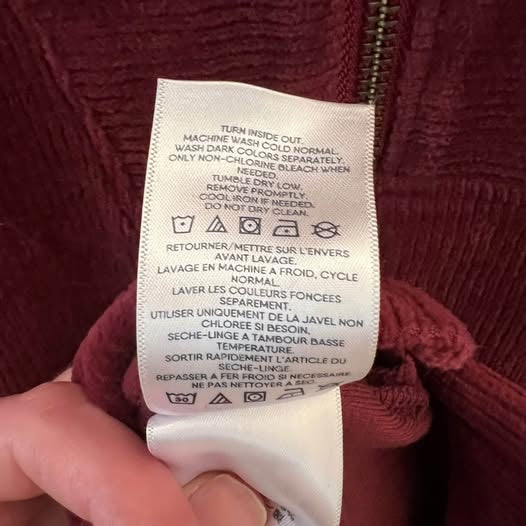 TURN INSIDE OUT.
MACHINE WASH COLD NORMAL.
WASH DARK COLORS SEPARATELY.
ONLY NON-CHLORINE BLEACH WHEN
NEEDED.
TUMBLE DRY LOW.
REMOVE PROMPTLY.
COOL IRON IF NEEDED.
DO NOT DRY CLEAN.
RETOURNER/METTRE SUR L'ENVERS
AVANT LAVAGE.
LAVAGE EN MACHINE A FROID, CYCLE
NORMAL.
LAVER LES COULEURS FONCEES
SEPAREMENT.
UTILISER UNIQUEMENT DE LA JAVEL NON
CHLOREE SI BESOIN.
SECHE-LINGE A TAMBOUR BASSE
TEMPERATURE.
SORTIR RAPIDEMENT L'ARTICLE DU
SECHE-LINGE.
REPASSER A FER FROID SI NECESSAIRE.
NE PAS NETTOYER A SEC.
30